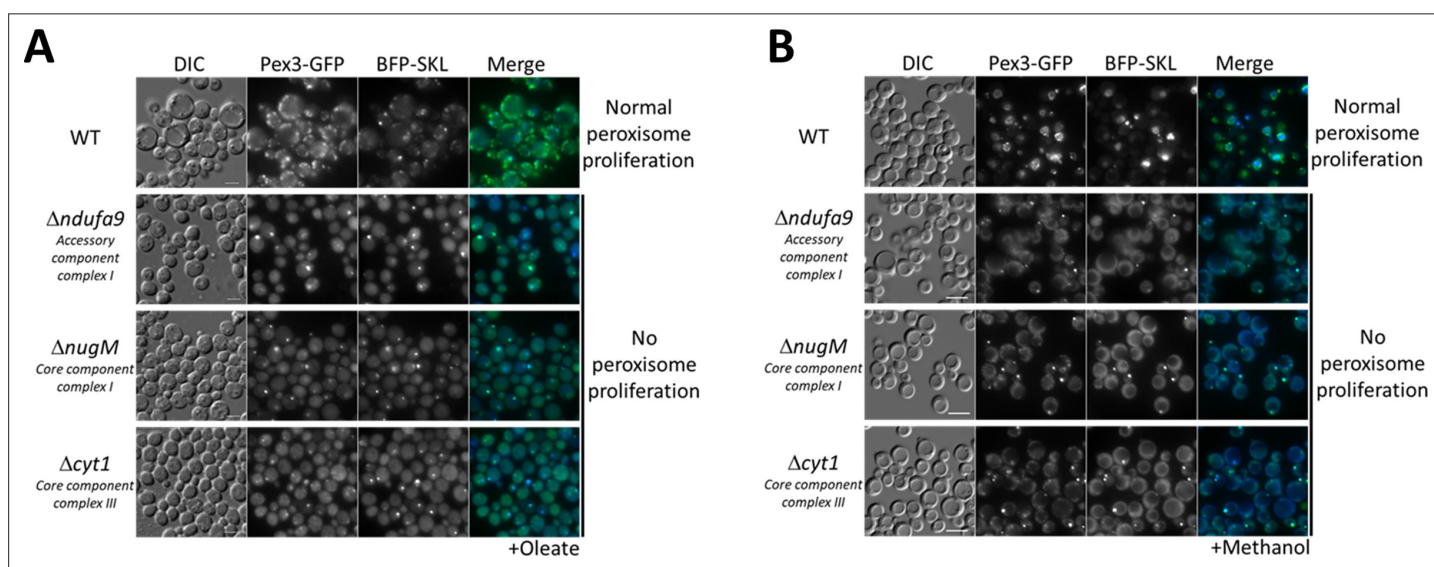 A
DIC Pex3-GFP BFP-SKL Merge
WT
Normal
peroxisome
proliferation
Δndufa9
Accessory
component
complex I
ΔnugM
Core component
complex I
Δcyt1
Core component
complex III
No
peroxisome
proliferation
+Oleate
B
DIC Pex3-GFP BFP-SKL Merge
WT
Normal
peroxisome
proliferation
Δndufa9
Accessory
component
complex I
ΔnugM
Core component
complex I
Δcyt1
Core component
complex III
No
peroxisome
proliferation
+Methanol